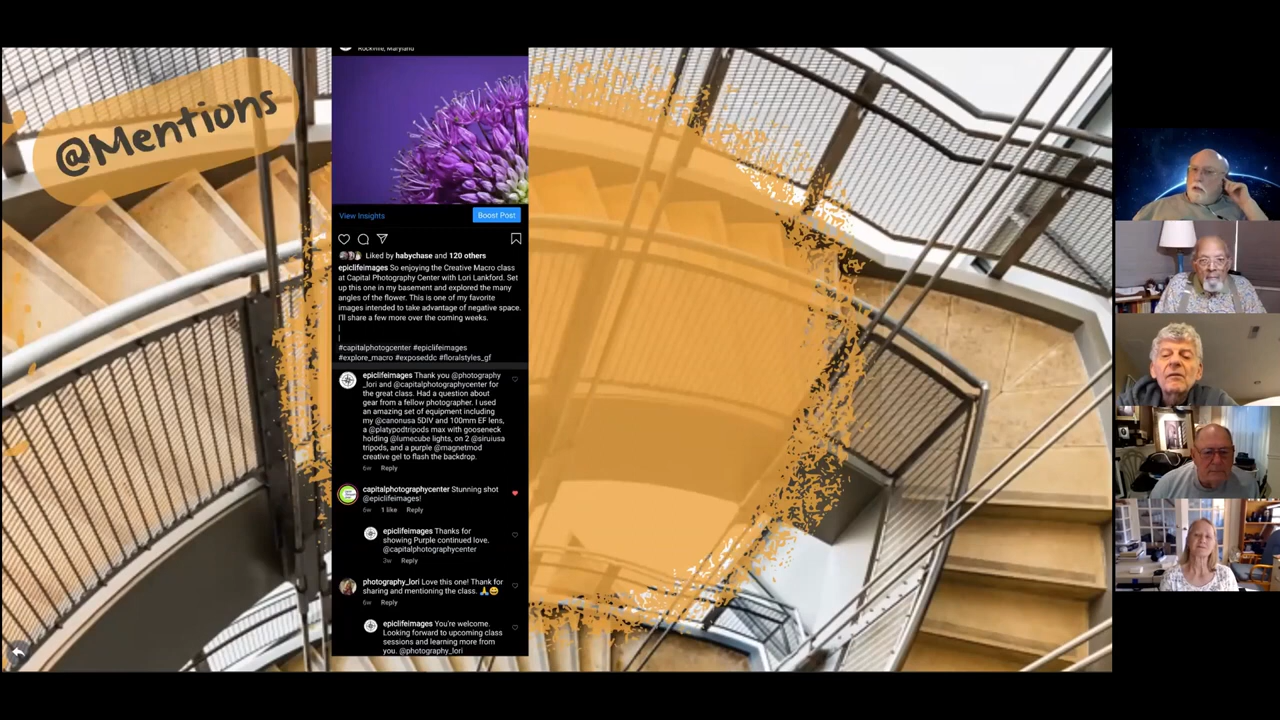 @Mentions
Rockville, Maryland
View Insights
Boost Post
Liked by habychase and 120 others
epiclifeimages So enjoying the Creative Macro class
at Capital Photography Center with Lori Lankford. Set
up this one in my basement and explored the many
angles of the flower. This is one of my favorite
images intended to take advantage of negative space.
I'll share a few more over the coming weeks.
|
|
#capitalphotogcenter #epiclifeimages
#explore_macro #exposeddc #floralstyles_gf
epiclifeimages Thank you @photography
_lori and @capitalphotographycenter for
the great class. Had a question about
gear from a fellow photographer. I used
an amazing set of equipment including
my @canonusa 5DIV and 100mm EF lens,
a @platypodtripods max with gooseneck
holding @lumecube lights, on 2 @siruiusa
tripods, and a purple @magnetmod
creative gel to flash the backdrop.
6w Reply
capitalphotographycenter Stunning shot
@epiclifeimages!
6w 1 like Reply
epiclifeimages Thanks for
showing Purple continued love.
@capitalphotographycenter
3w Reply
photography_lori Love this one! Thank for
sharing and mentioning the class. 🙏😄
6w Reply
epiclifeimages You're welcome.
Looking forward to upcoming class
sessions and learning more from
you. @photography_lori